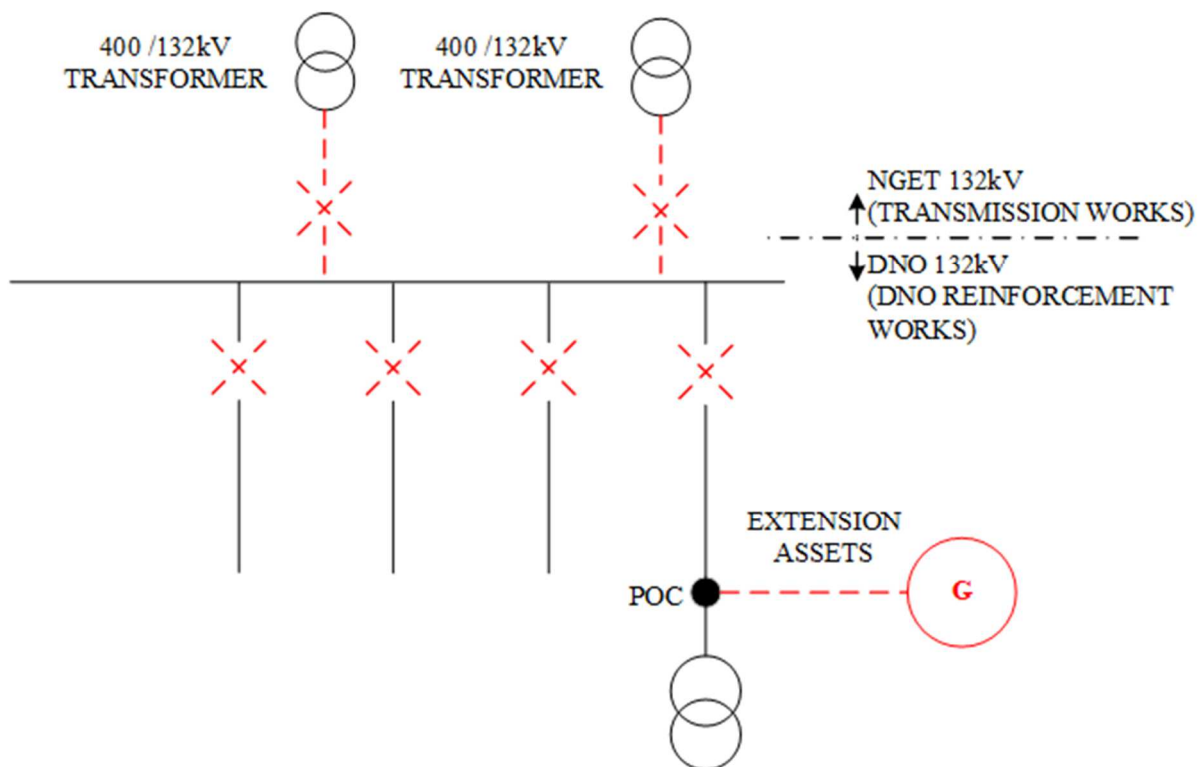 400 /132kV
TRANSFORMER
400 /132kV
TRANSFORMER
NGET 132kV
(TRANSMISSION WORKS)
DNO 132kV
(DNO REINFORCEMENT
WORKS)
EXTENSION
ASSETS
POC
G